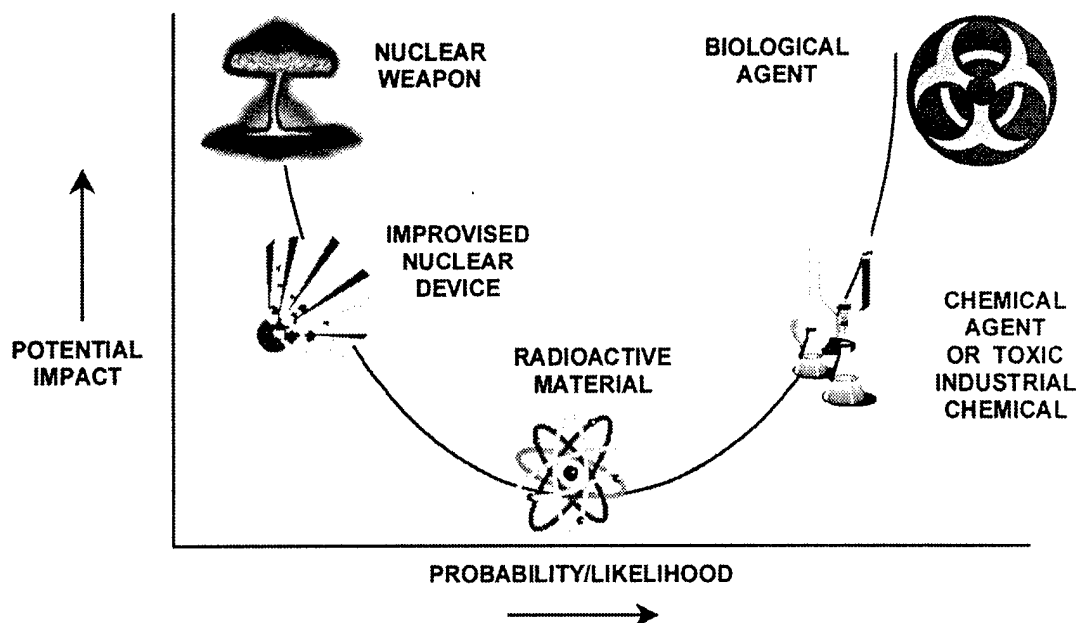 NUCLEAR
WEAPON
BIOLOGICAL
AGENT
IMPROVISED
NUCLEAR
DEVICE
CHEMICAL
AGENT
OR TOXIC
INDUSTRIAL
CHEMICAL
POTENTIAL
IMPACT
RADIOACTIVE
MATERIAL
PROBABILITY/LIKELIHOOD